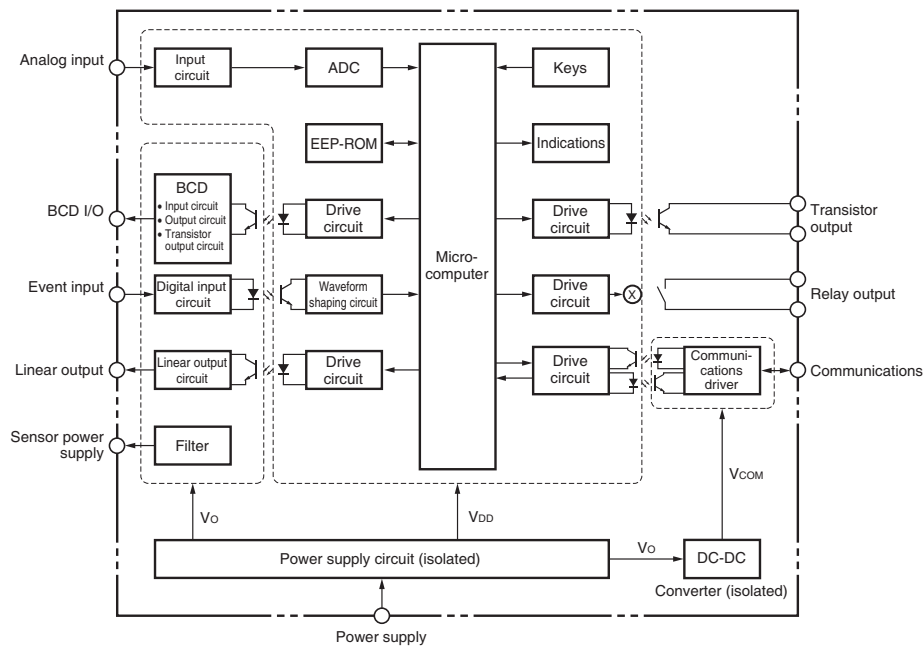 Analog input
Input
circuit
ADC
Keys
EEP-ROM
Indications
BCD I/O
BCD
• Input circuit
• Output circuit
• Transistor
output circuit
Drive
circuit
Micro-
computer
Drive
circuit
Transistor
output
Event input
Digital input
circuit
Waveform
shaping circuit
Drive
circuit
X
Relay output
Linear output
Linear output
circuit
Drive
circuit
Drive
circuit
Communi-
cations
driver
Communications
Sensor power
supply
Filter
VCOM
VO
VDD
Power supply circuit (isolated)
VO
DC-DC
Converter (isolated)
Power supply